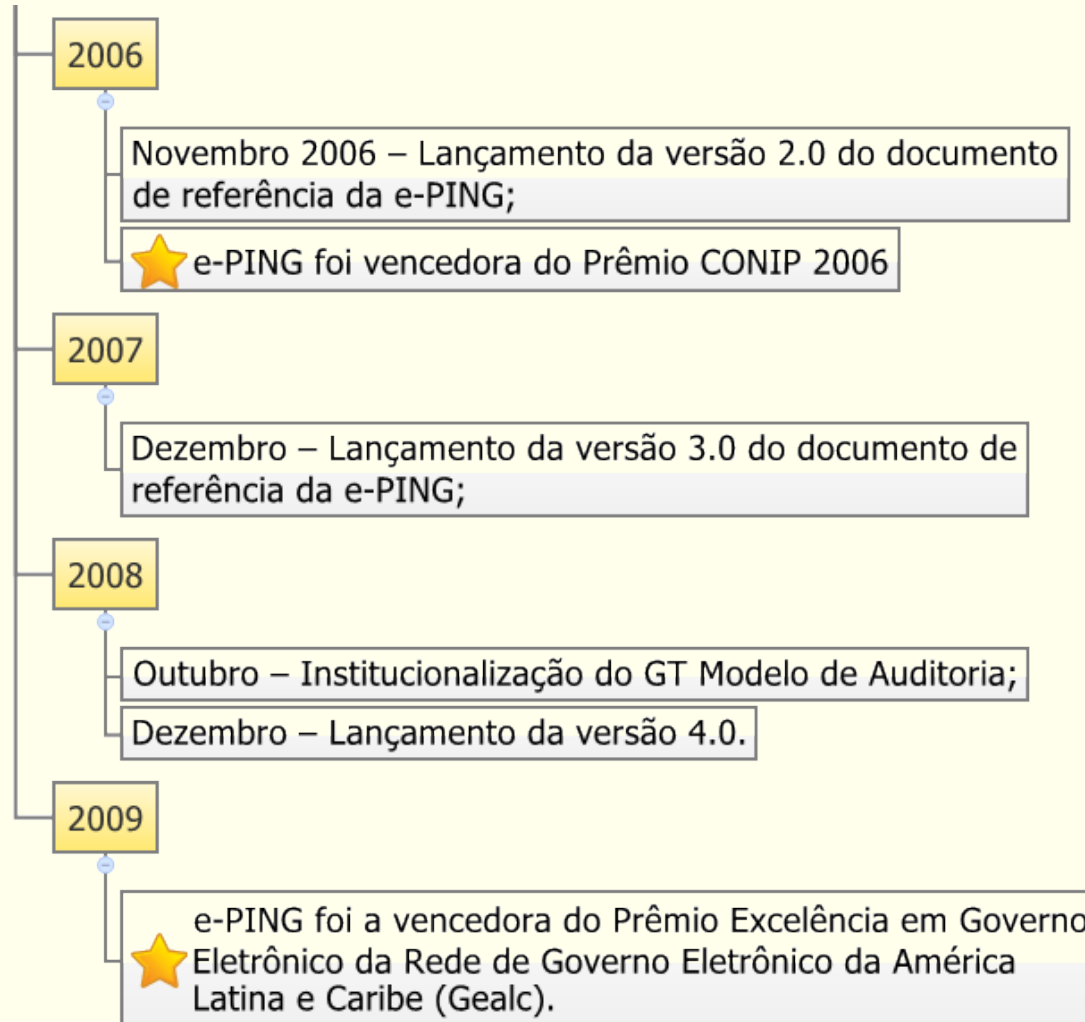 2006
Novembro 2006 – Lançamento da versão 2.0 do documento
de referência da e-PING;
e-PING foi vencedora do Prêmio CONIP 2006
2007
Dezembro – Lançamento da versão 3.0 do documento de
referência da e-PING;
2008
Outubro – Institucionalização do GT Modelo de Auditoria;
Dezembro – Lançamento da versão 4.0.
2009
e-PING foi a vencedora do Prêmio Excelência em Governo
Eletrônico da Rede de Governo Eletrônico da América
Latina e Caribe (Gealc).